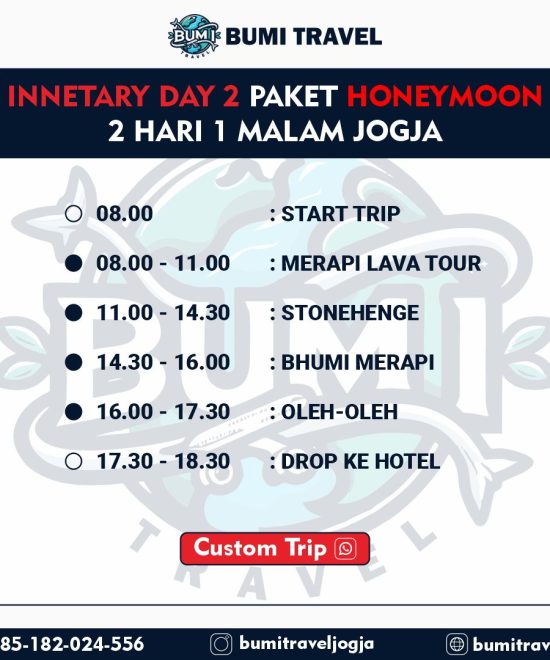 BUMI
TRAVEL
BUMI TRAVEL
INNETARY DAY 2 PAKET HONEYMOON
2 HARI 1 MALAM JOGJA
08.00 : START TRIP
08.00 - 11.00 : MERAPI LAVA TOUR
11.00 - 14.30 : STONEHENGE
14.30 - 16.00 : BHUMI MERAPI
16.00 - 17.30 : OLEH-OLEH
17.30 - 18.30 : DROP KE HOTEL
BUMI
TRAVEL
Custom Trip
85-182-024-556 bumitraveljogja bumitrav